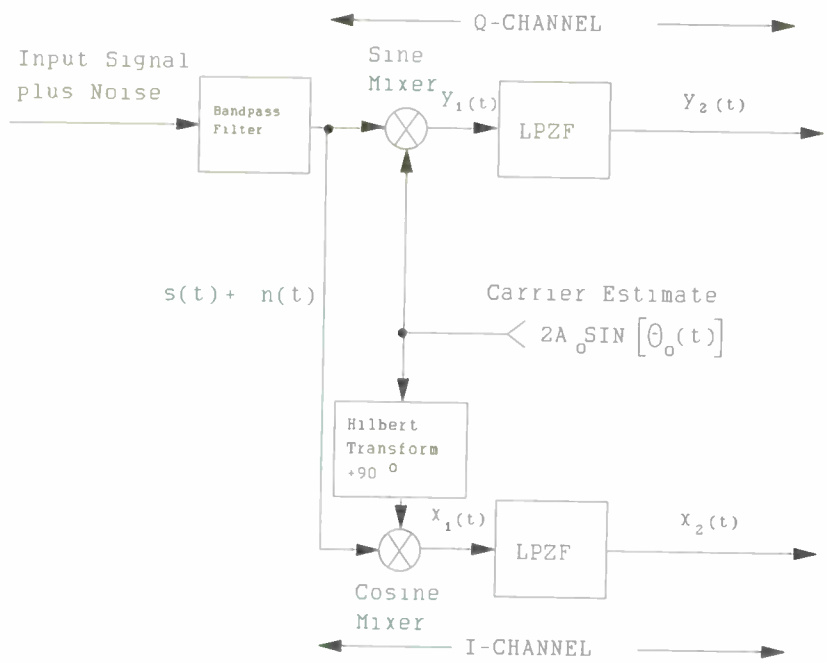 Q-CHANNEL
Input Signal
plus Noise
Sine
Mixer
Bandpass
Filter
Y₁(t)
LPZF
Y₂(t)
s(t)+ n(t)
Carrier Estimate
2A₀SIN [Θ₀(t)]
Hilbert
Transform
+90°
X₁(t)
LPZF
X₂(t)
Cosine
Mixer
I-CHANNEL